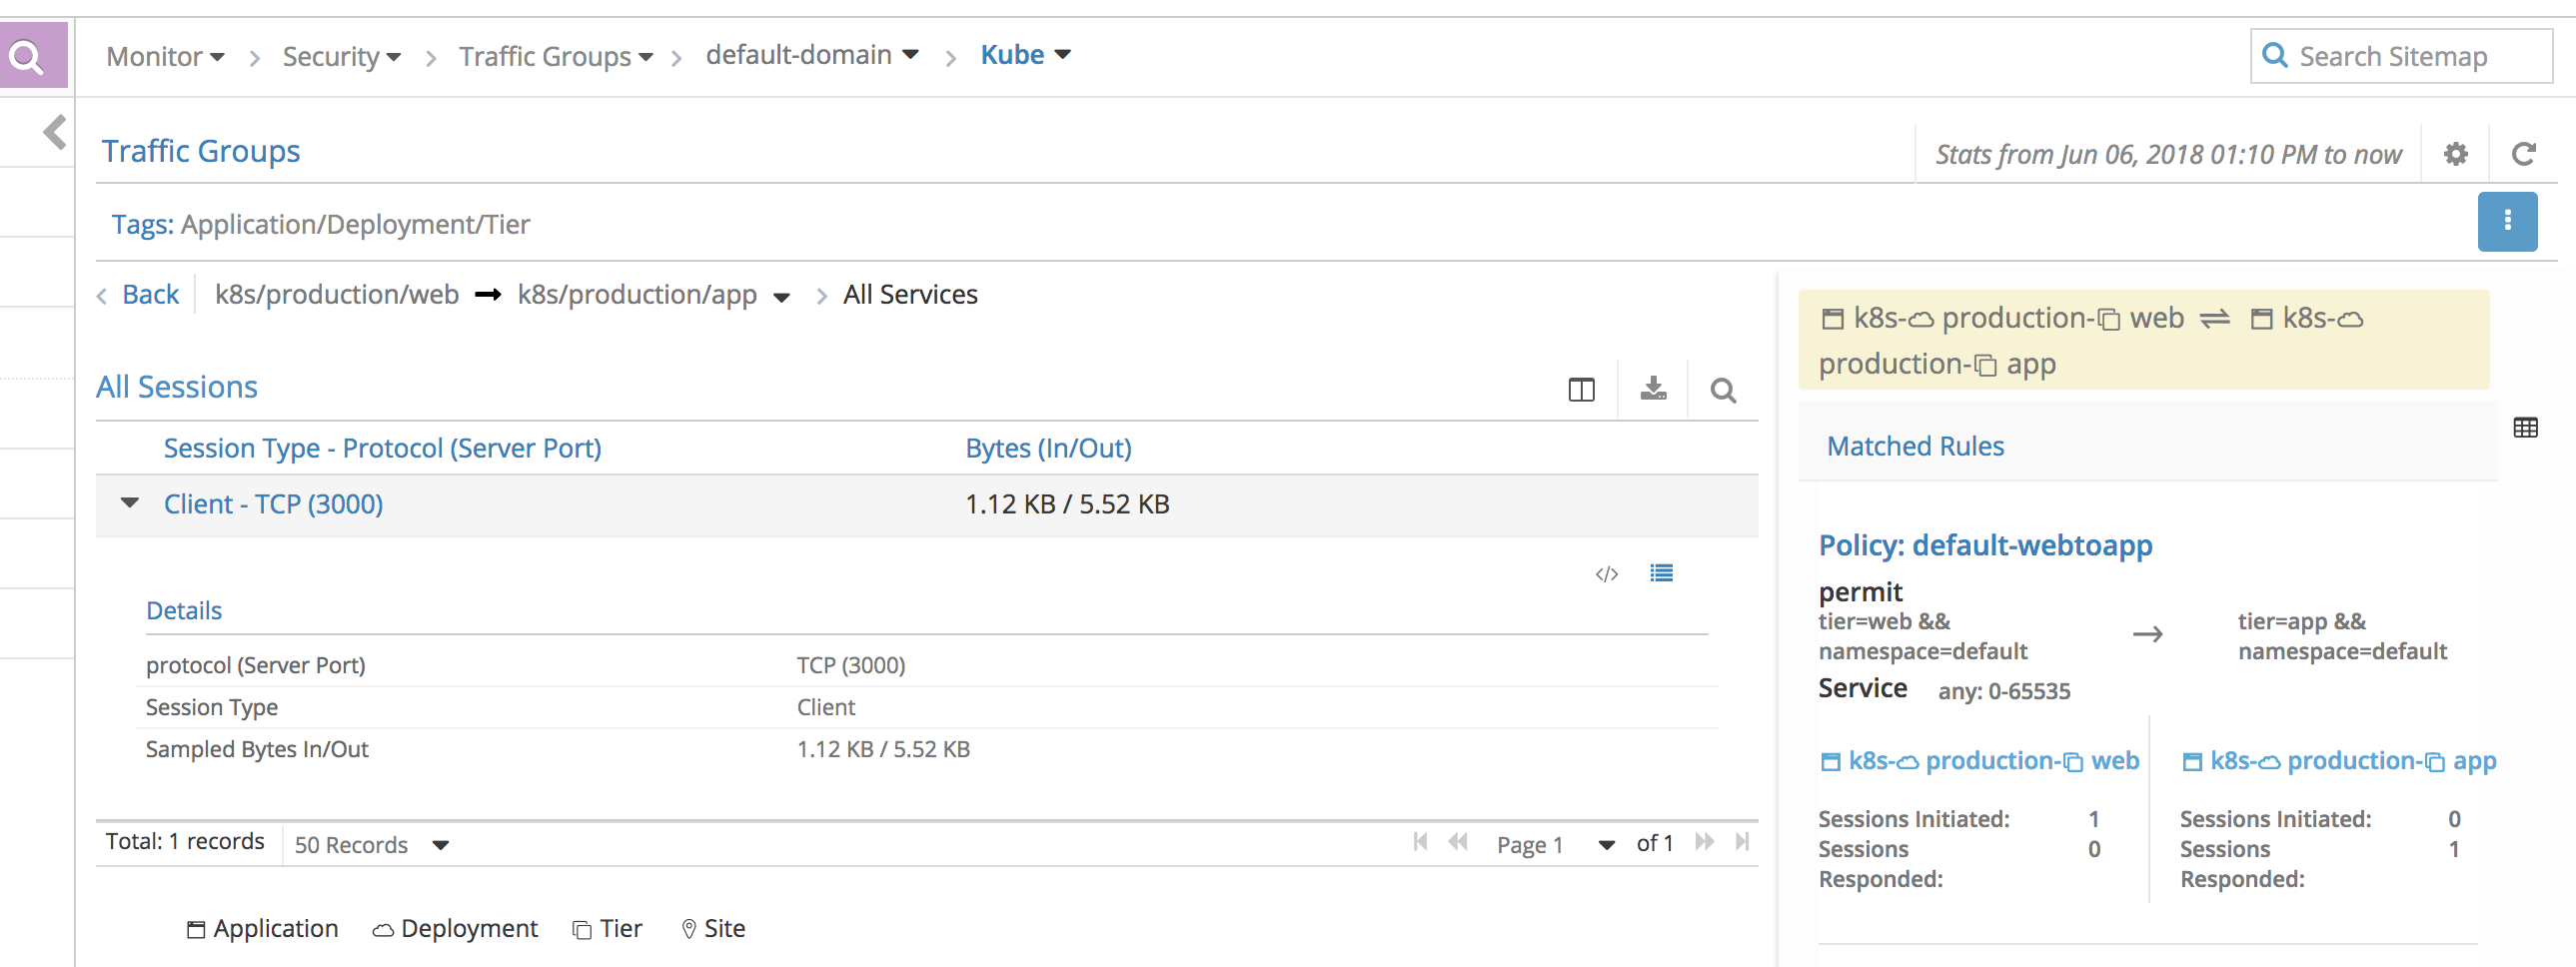 Monitor > Security > Traffic Groups > default-domain > Kube
Search Sitemap
Traffic Groups
Stats from Jun 06, 2018 01:10 PM to now
Tags: Application/Deployment/Tier
Back k8s/production/web → k8s/production/app > All Services
All Sessions
Session Type - Protocol (Server Port) Bytes (In/Out)
Client - TCP (3000) 1.12 KB / 5.52 KB
</>
Details
protocol (Server Port) TCP (3000)
Session Type Client
Sampled Bytes In/Out 1.12 KB / 5.52 KB
Total: 1 records 50 Records Page 1 of 1
Application Deployment Tier Site
k8s- production- web ⇌ k8s-
production- app
Matched Rules
Policy: default-webtoapp
permit
tier=web && → tier=app &&
namespace=default namespace=default
Service any: 0-65535
k8s- production- web k8s- production- app
Sessions Initiated: 1 Sessions Initiated: 0
Sessions 0 Sessions 1
Responded: Responded: